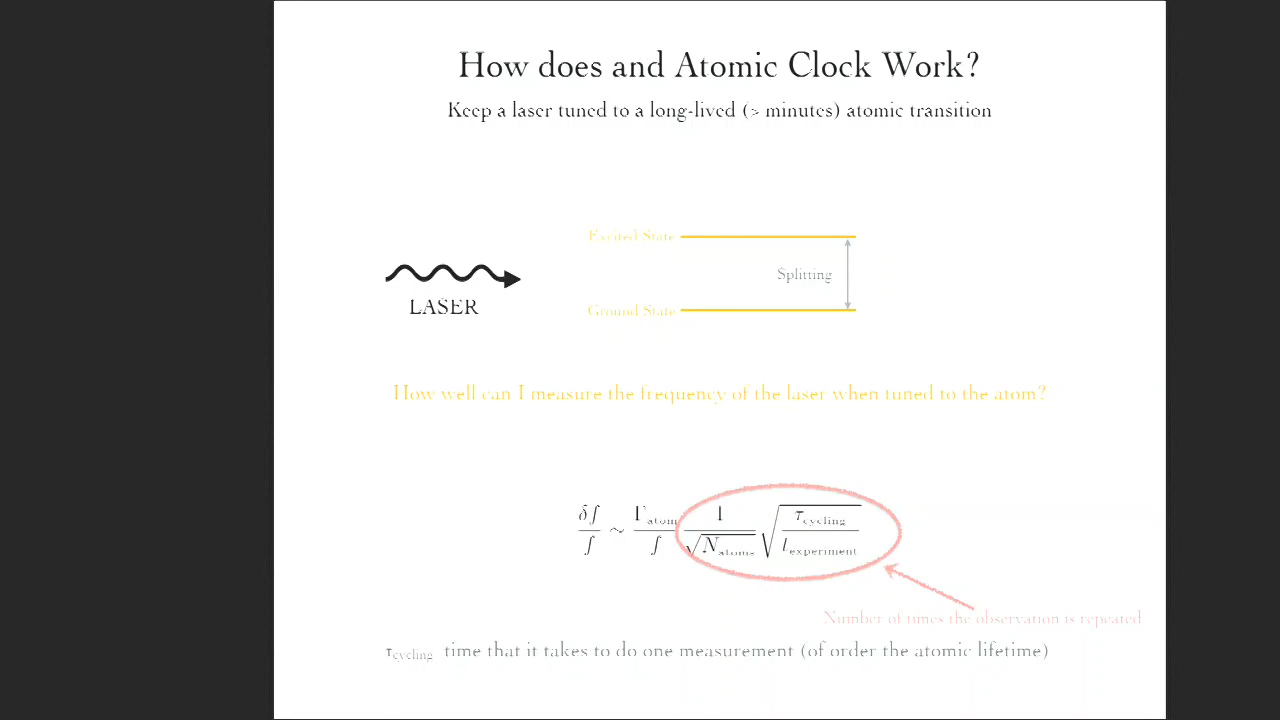 How does and Atomic Clock Work?
Keep a laser tuned to a long-lived (> minutes) atomic transition
Excited State
Splitting
LASER
Ground State
How well can I measure the frequency of the laser when tuned to the atom?
δf/f ~ Γatom/f 1/√Natoms √(τcycling/texperiment)
Number of times the observation is repeated
τcycling time that it takes to do one measurement (of order the atomic lifetime)